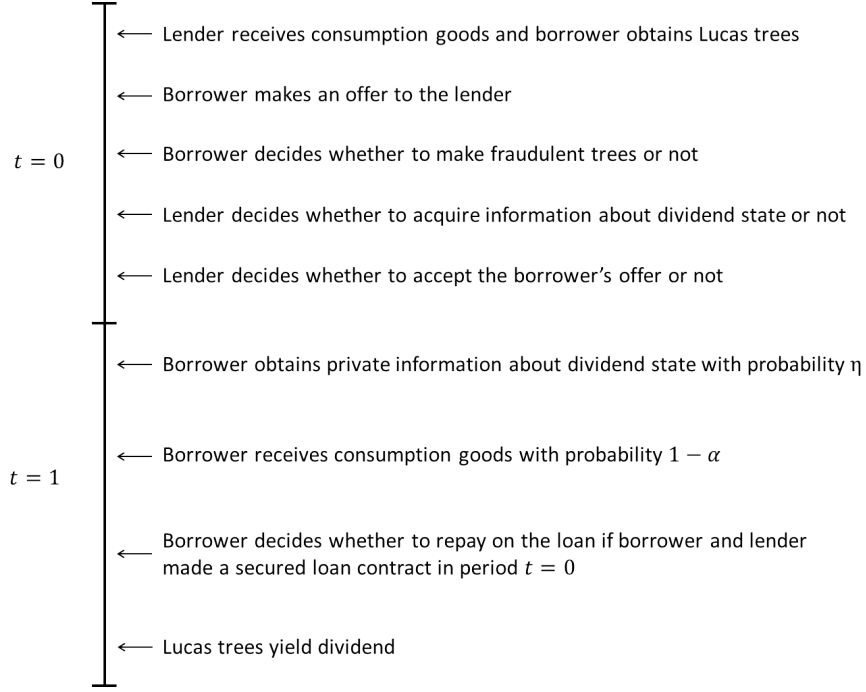 Lender receives consumption goods and borrower obtains Lucas trees
Borrower makes an offer to the lender
t = 0
Borrower decides whether to make fraudulent trees or not
Lender decides whether to acquire information about dividend state or not
Lender decides whether to accept the borrower's offer or not
Borrower obtains private information about dividend state with probability η
t = 1
Borrower receives consumption goods with probability 1 − α
Borrower decides whether to repay on the loan if borrower and lender
made a secured loan contract in period t = 0
Lucas trees yield dividend